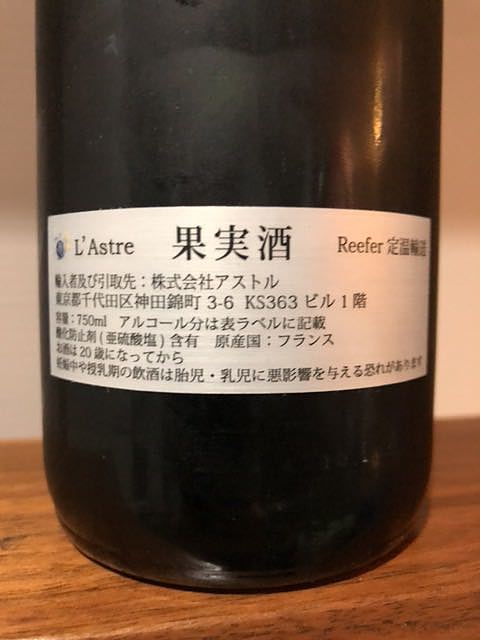 L'Astre 果実酒 Reefer 定温輸送
輸入者及び引取先：株式会社アストル
東京都千代田区神田錦町 3-6 KS363 ビル 1 階
容量：750ml アルコール分は表ラベルに記載
酸化防止剤 ( 亜硫酸塩 ) 含有 原産国：フランス
お酒は 20 歳になってから
妊娠中や授乳期の飲酒は胎児・乳児に悪影響を与える恐れがあります